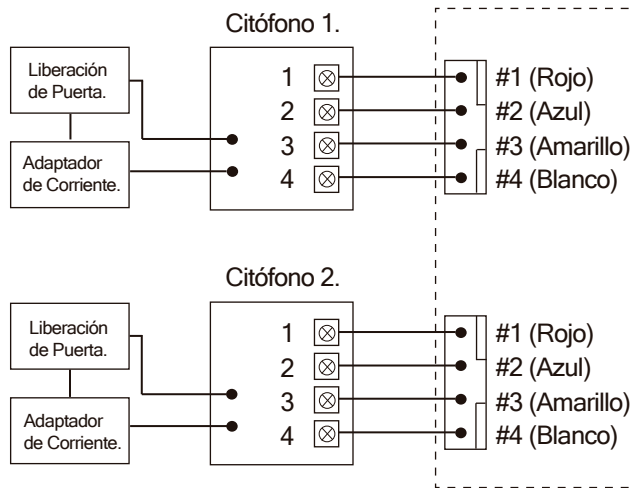 Citófono 1.
Liberación
de Puerta.
Adaptador
de Corriente.
1
2
3
4
#1 (Rojo)
#2 (Azul)
#3 (Amarillo)
#4 (Blanco)
Citófono 2.
Liberación
de Puerta.
Adaptador
de Corriente.
1
2
3
4
#1 (Rojo)
#2 (Azul)
#3 (Amarillo)
#4 (Blanco)